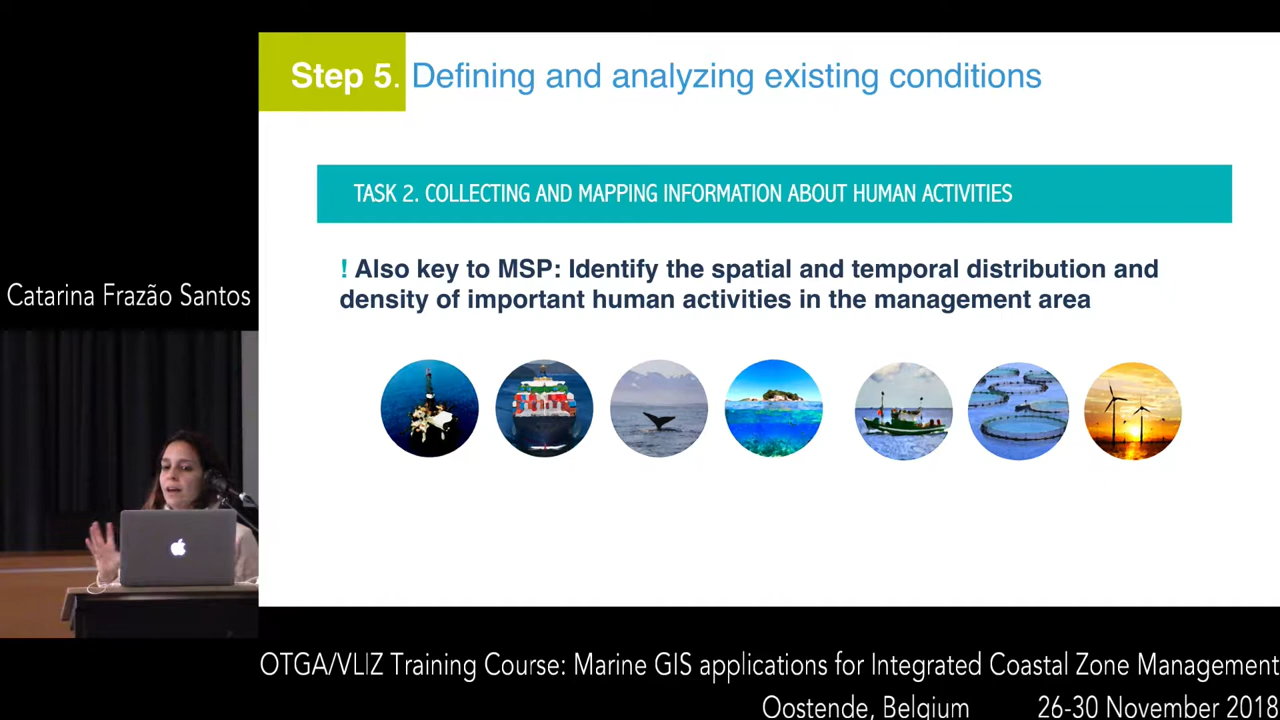 Step 5. Defining and analyzing existing conditions
TASK 2. COLLECTING AND MAPPING INFORMATION ABOUT HUMAN ACTIVITIES
! Also key to MSP: Identify the spatial and temporal distribution and
density of important human activities in the management area
Catarina Frazão Santos
OTGA/VLIZ Training Course: Marine GIS applications for Integrated Coastal Zone Management
Oostende, Belgium 26-30 November 2018